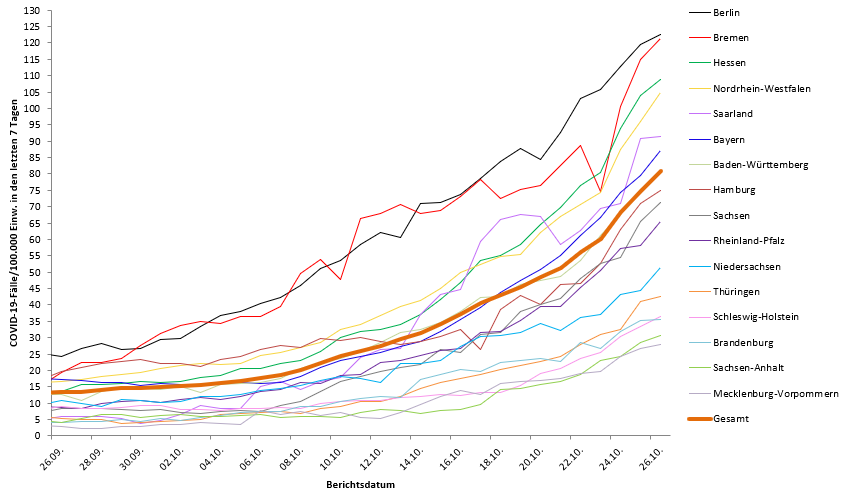 COVID-19-Fälle/100.000 Einw. in den letzten 7 Tagen
130
125
120
115
110
105
100
95
90
85
80
75
70
65
60
55
50
45
40
35
30
25
20
15
10
5
0
26.09.
28.09.
30.09.
02.10.
04.10.
06.10.
08.10.
10.10.
12.10.
14.10.
16.10.
18.10.
20.10.
22.10.
24.10.
26.10.
Berichtsdatum
Berlin
Bremen
Hessen
Nordrhein-Westfalen
Saarland
Bayern
Baden-Württemberg
Hamburg
Sachsen
Rheinland-Pfalz
Niedersachsen
Thüringen
Schleswig-Holstein
Brandenburg
Sachsen-Anhalt
Mecklenburg-Vorpommern
Gesamt